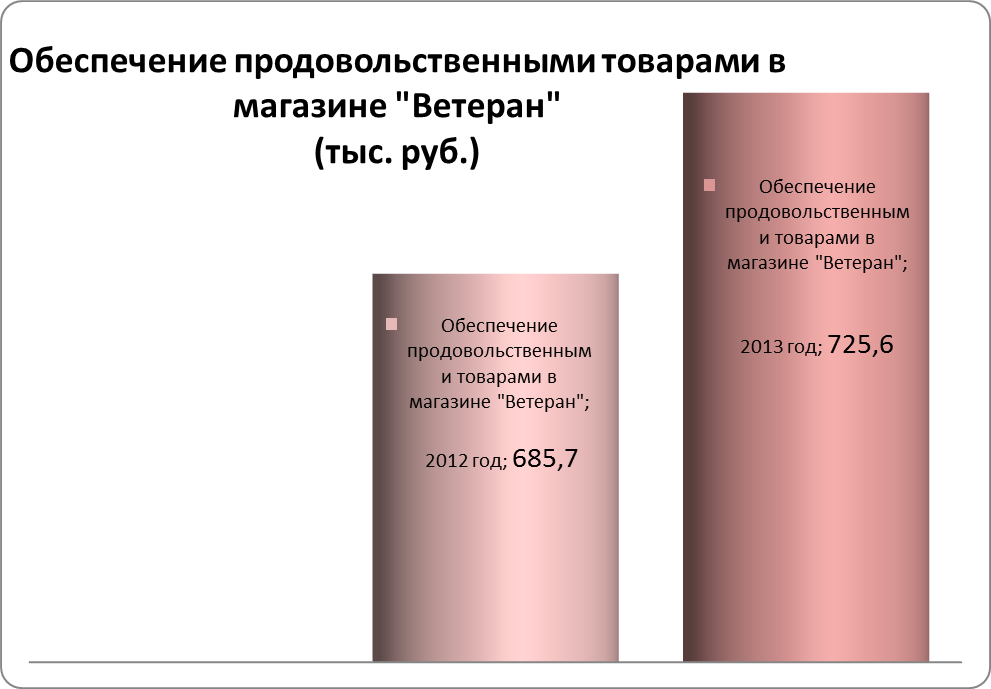 Обеспечение продовольственными товарами в
магазине "Ветеран"
(тыс. руб.)
Обеспечение
продовольственным
и товарами в
магазине "Ветеран";
2012 год; 685,7
Обеспечение
продовольственным
и товарами в
магазине "Ветеран";
2013 год; 725,6